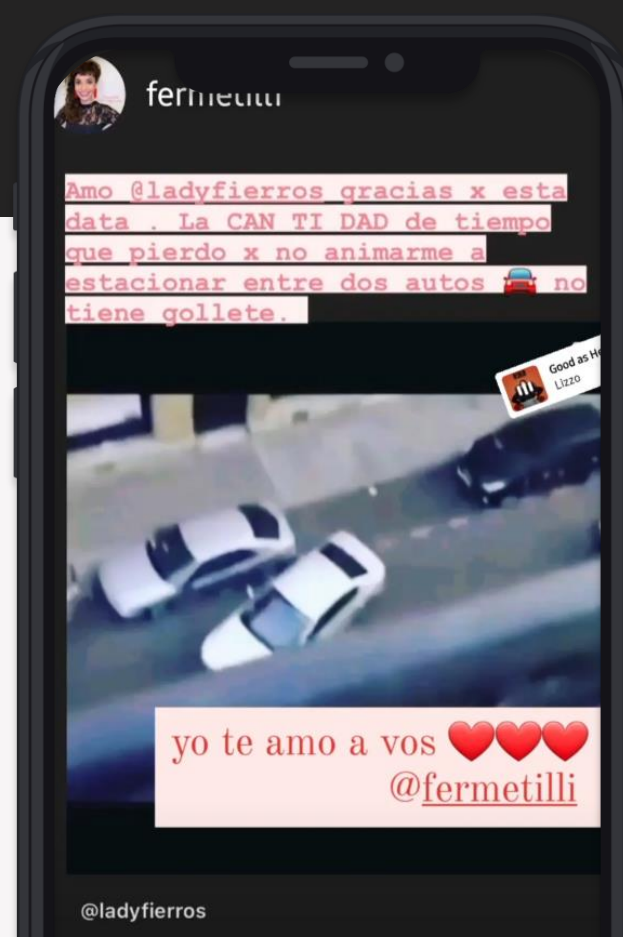 fermetilli
Amo @ladyfierros gracias x esta
data . La CAN TI DAD de tiempo
que pierdo x no animarme a
estacionar entre dos autos 🚘 no
tiene gollete.
Good as He
Lizzo
yo te amo a vos ❤️❤️❤️
@fermetilli
@ladyfierros